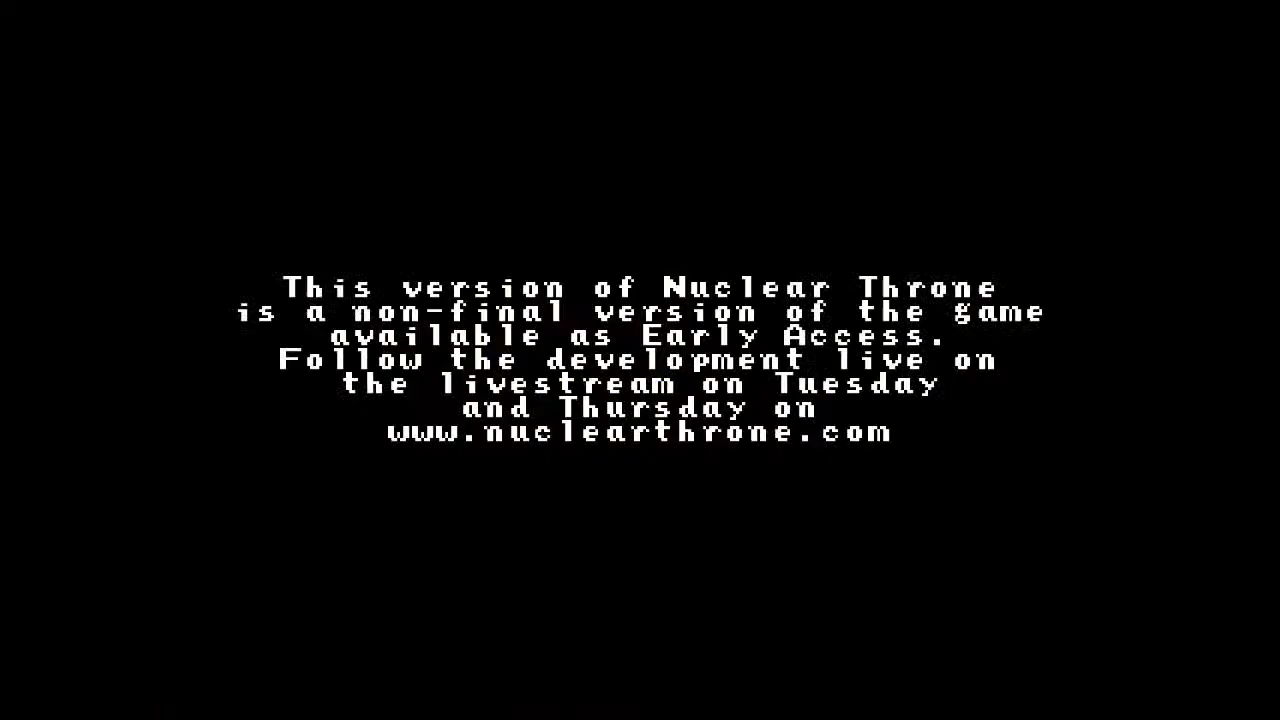 This version of Nuclear Throne
is a non-final version of the game
available as Early Access.
Follow the development live on
the livestream on Tuesday
and Thursday on
www.nuclearthrone.com